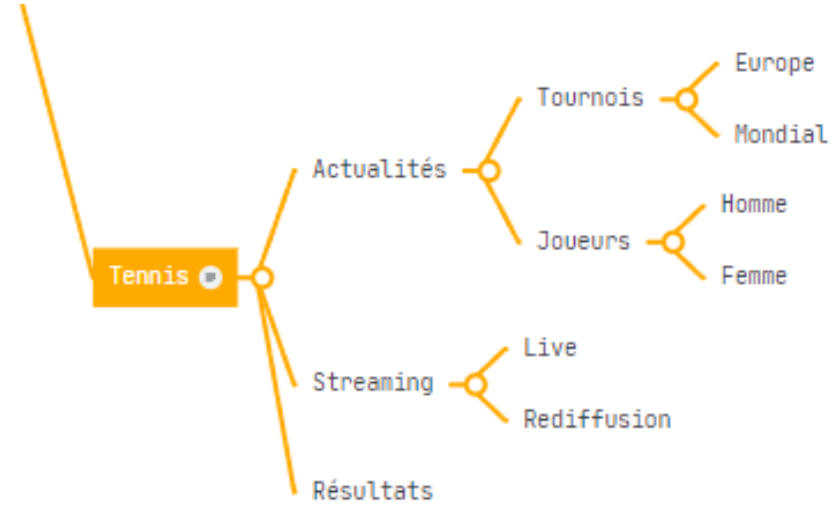 Europe
Tournois
Mondial
Actualités
Homme
Joueurs
Tennis
Femme
Live
Streaming
Rediffusion
Résultats